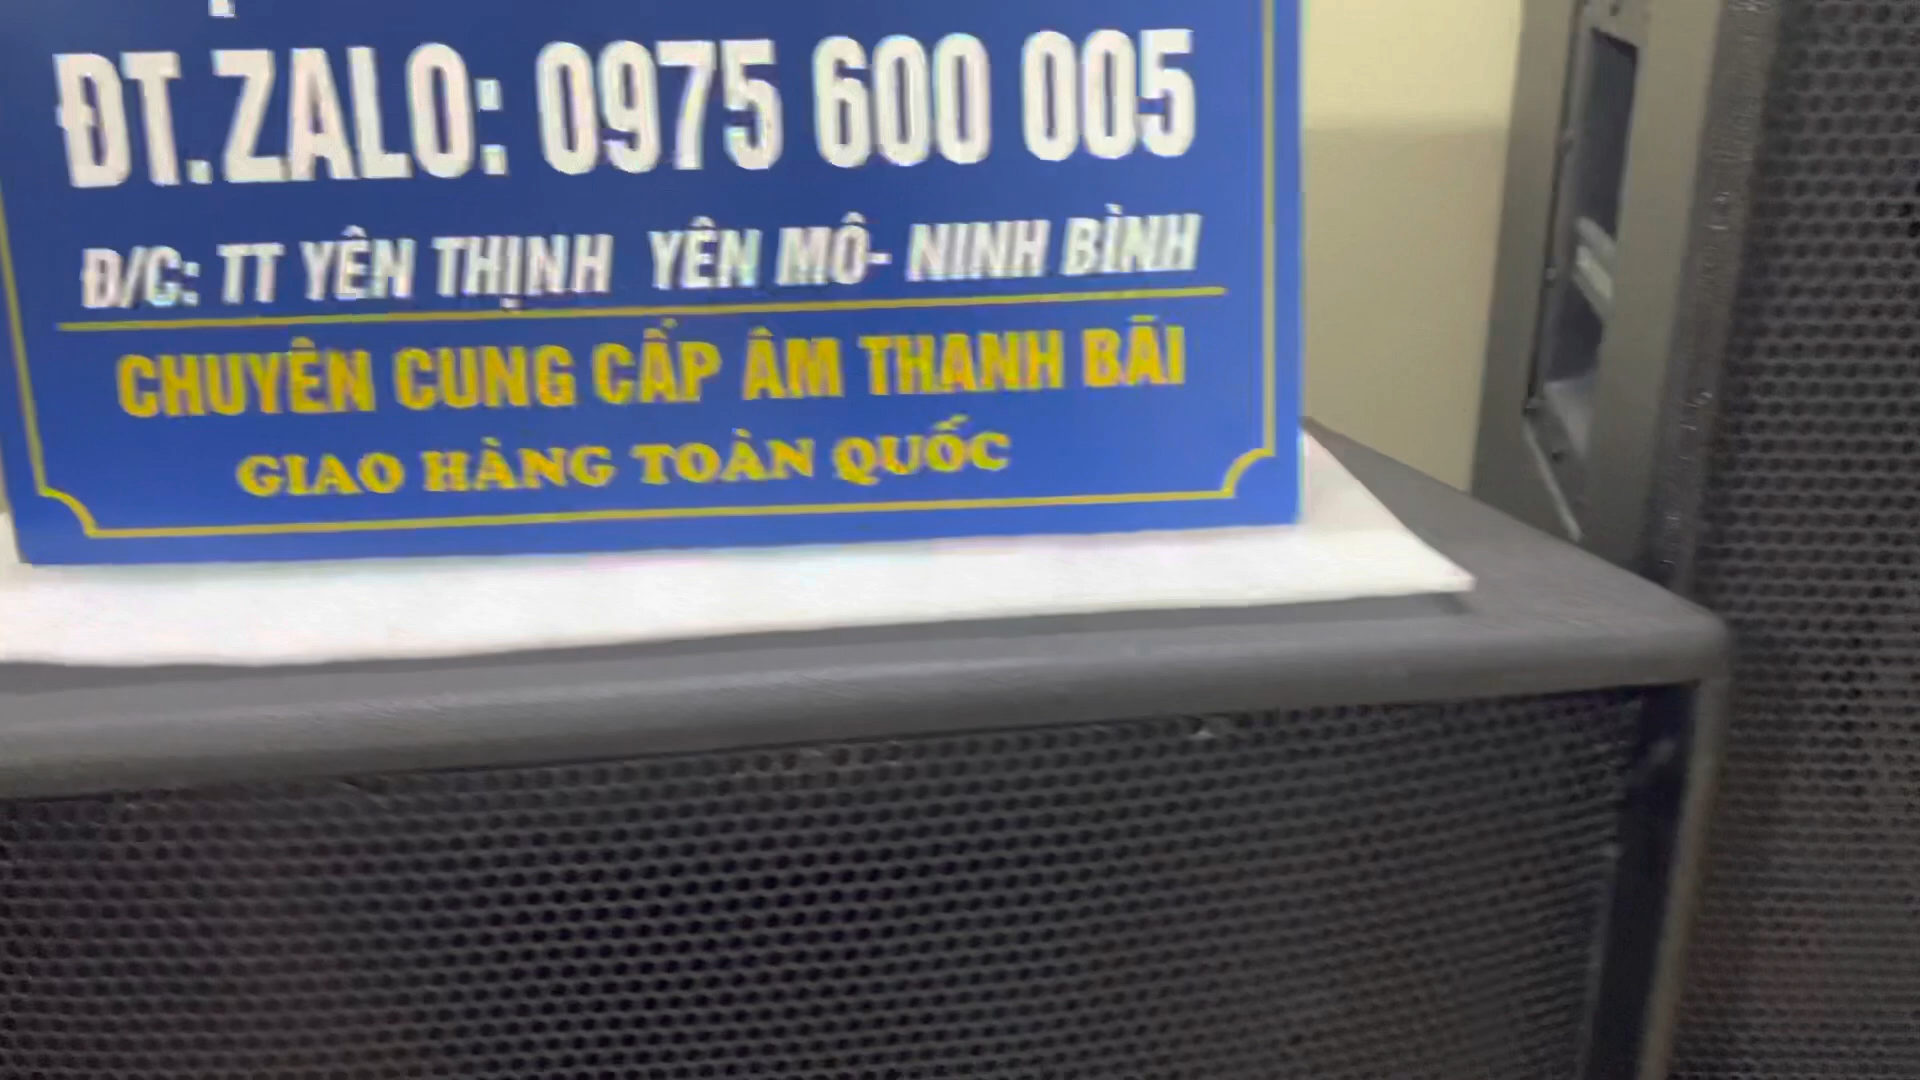 ĐT.ZALO: 0975 600 005
Đ/C: TT YÊN THỊNH YÊN MÔ- NINH BÌNH
CHUYÊN CUNG CẤP ÂM THANH BÃI
GIAO HÀNG TOÀN QUỐC